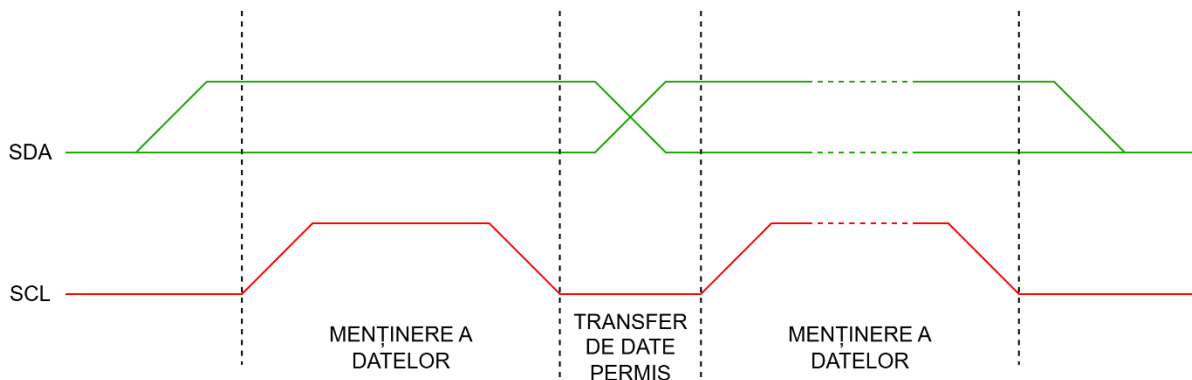 SDA
SCL
MENȚINERE A
DATELOR
TRANSFER
DE DATE
PERMIS
MENȚINERE A
DATELOR